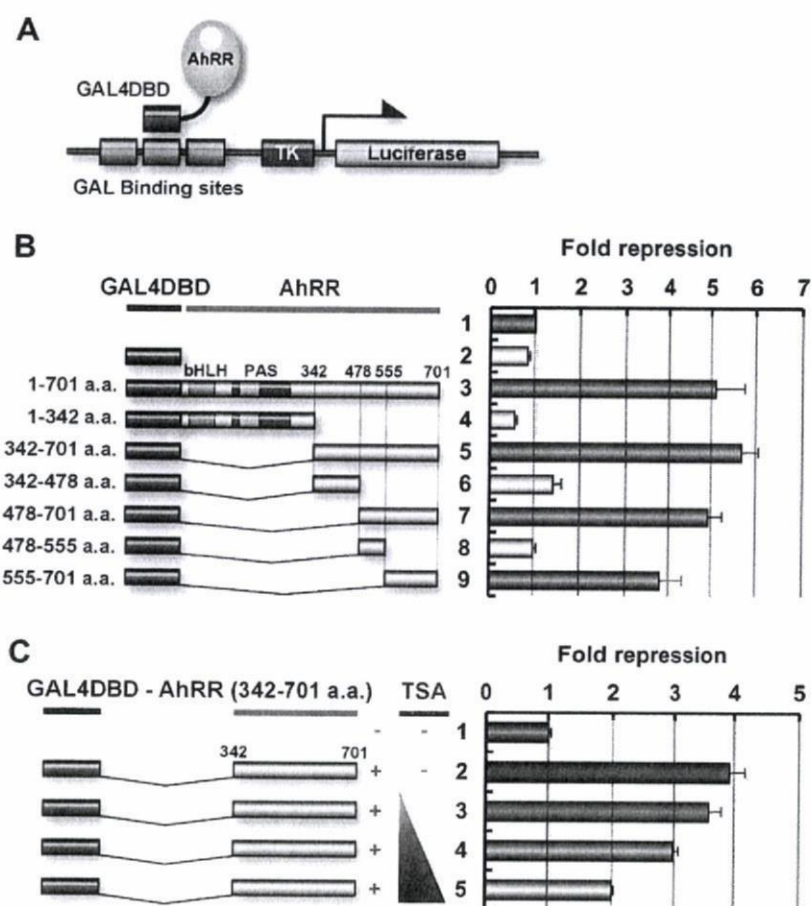 A
AhRR
GAL4DBD
TK
Luciferase
GAL Binding sites
B
Fold repression
GAL4DBD AhRR
0 1 2 3 4 5 6 7
1
2
bHLH PAS 342 478 555 701
1-701 a.a. 3
1-342 a.a. 4
342-701 a.a. 5
342-478 a.a. 6
478-701 a.a. 7
478-555 a.a. 8
555-701 a.a. 9
C
Fold repression
GAL4DBD - AhRR (342-701 a.a.) TSA
0 1 2 3 4 5
- - 1
342 701
+ - 2
+ 3
+ 4
+ 5